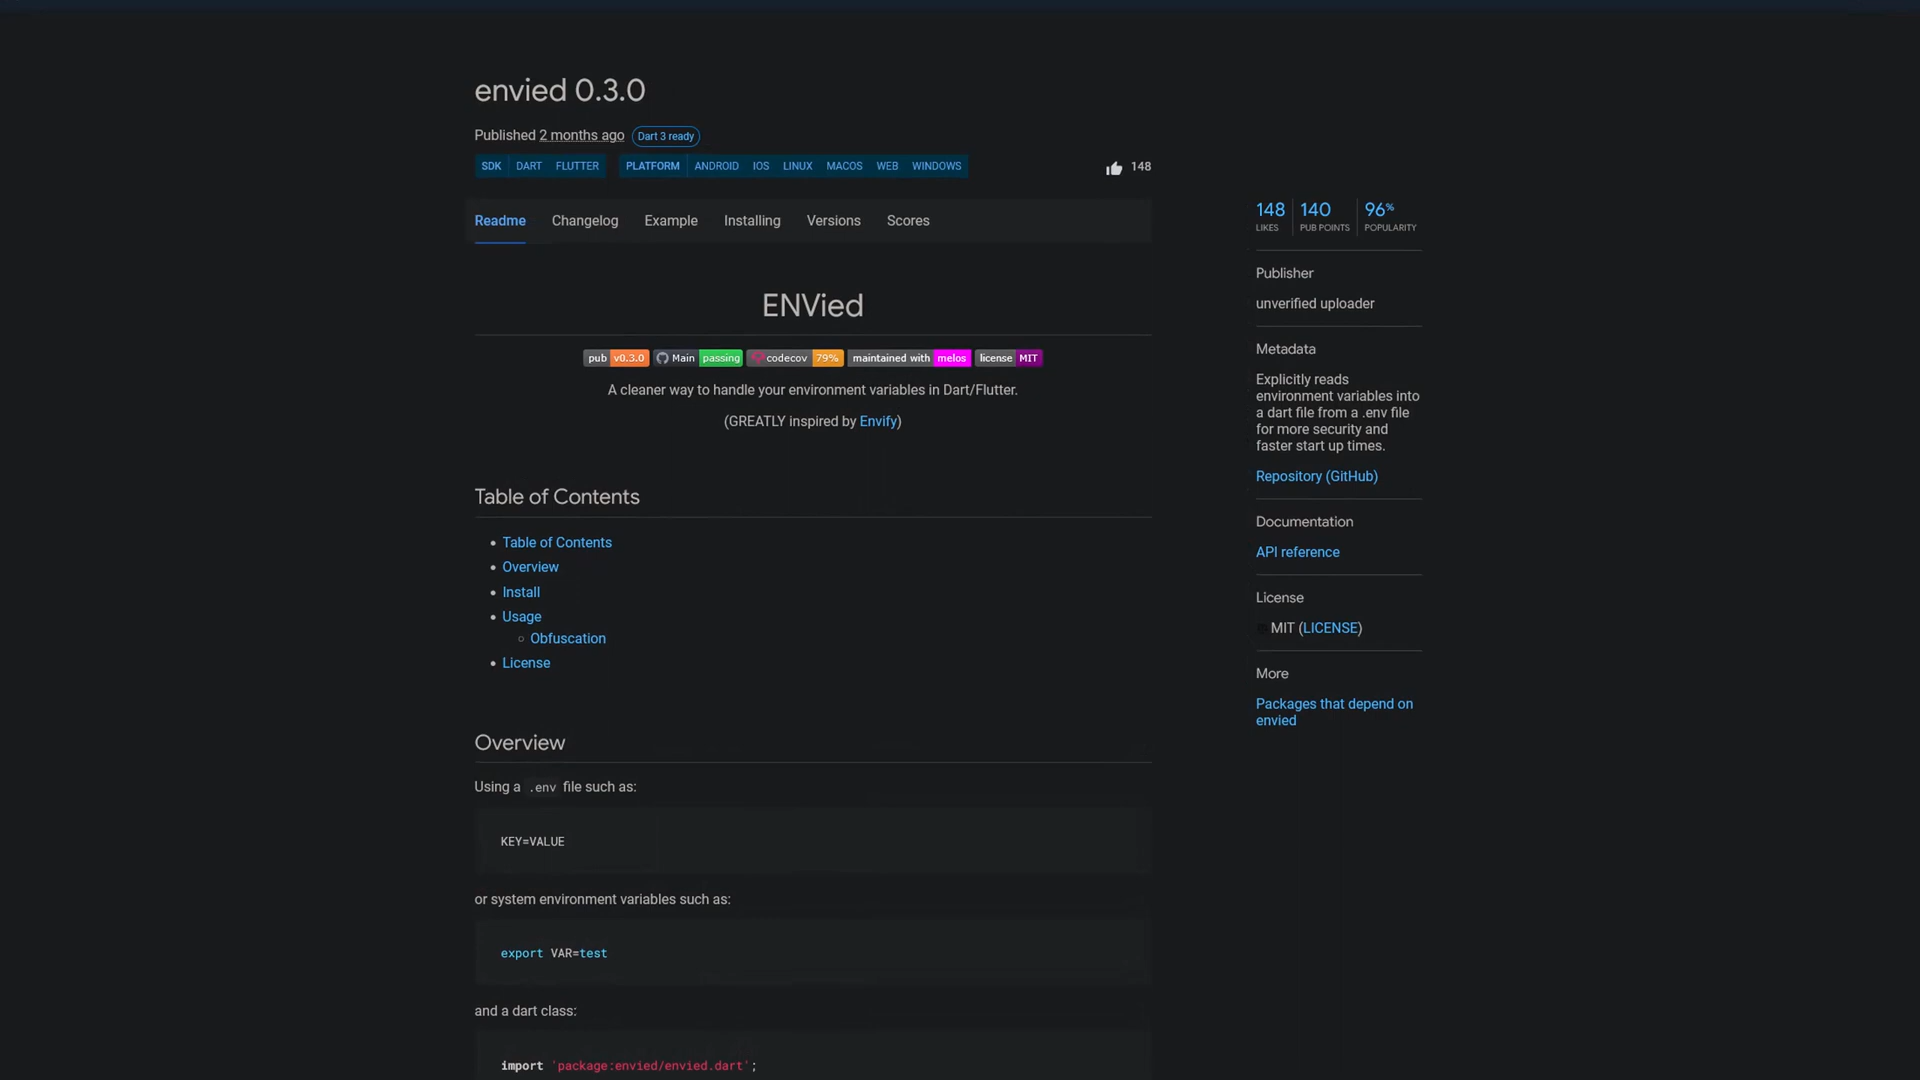 envied 0.3.0
Published 2 months ago Dart 3 ready
SDK DART FLUTTER PLATFORM ANDROID IOS LINUX MACOS WEB WINDOWS 148
Readme Changelog Example Installing Versions Scores
ENVied
pub v0.3.0 Main passing codecov 79% maintained with melos license MIT
A cleaner way to handle your environment variables in Dart/Flutter.
(GREATLY inspired by Envify)
Table of Contents
• Table of Contents
• Overview
• Install
• Usage
○ Obfuscation
• License
Overview
Using a .env file such as:
KEY=VALUE
or system environment variables such as:
export VAR=test
and a dart class:
import 'package:envied/envied.dart';
148 140 96%
LIKES PUB POINTS POPULARITY
Publisher
unverified uploader
Metadata
Explicitly reads
environment variables into
a dart file from a .env file
for more security and
faster start up times.
Repository (GitHub)
Documentation
API reference
License
MIT (LICENSE)
More
Packages that depend on
envied